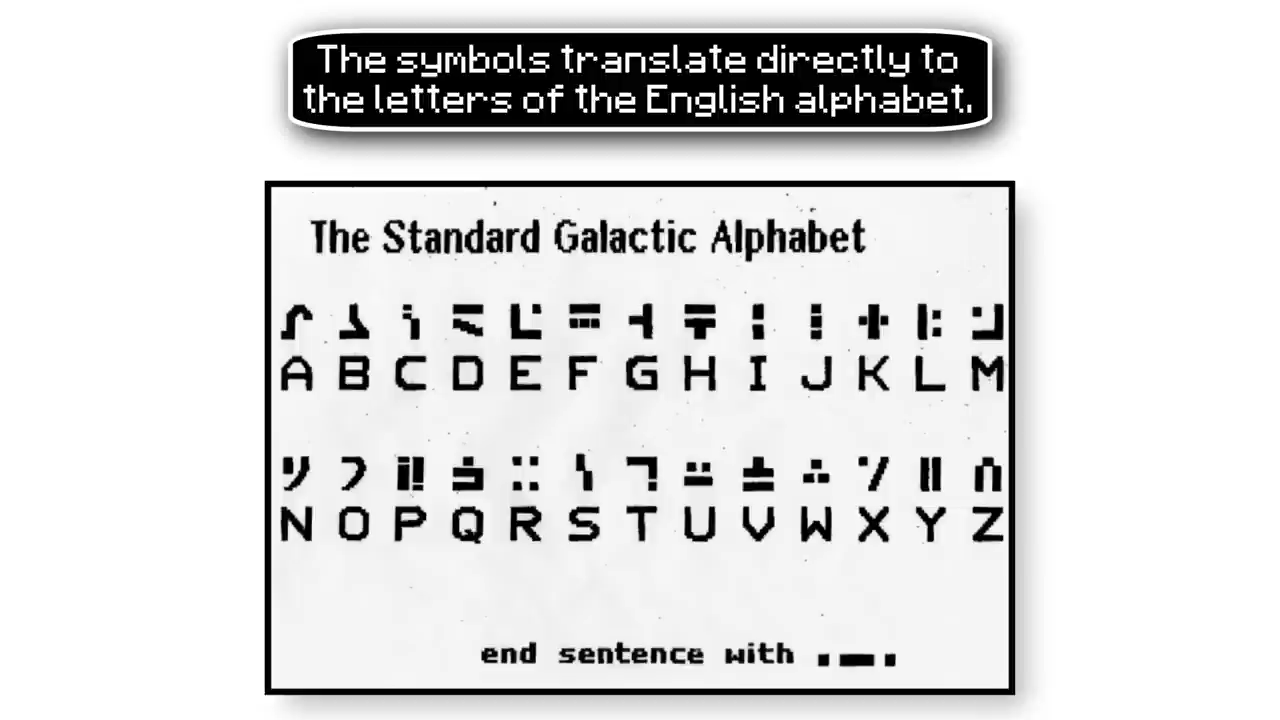 The symbols translate directly to
the letters of the English alphabet.
The Standard Galactic Alphabet
A B C D E F G H I J K L M
N O P Q R S T U V W X Y Z
end sentence with